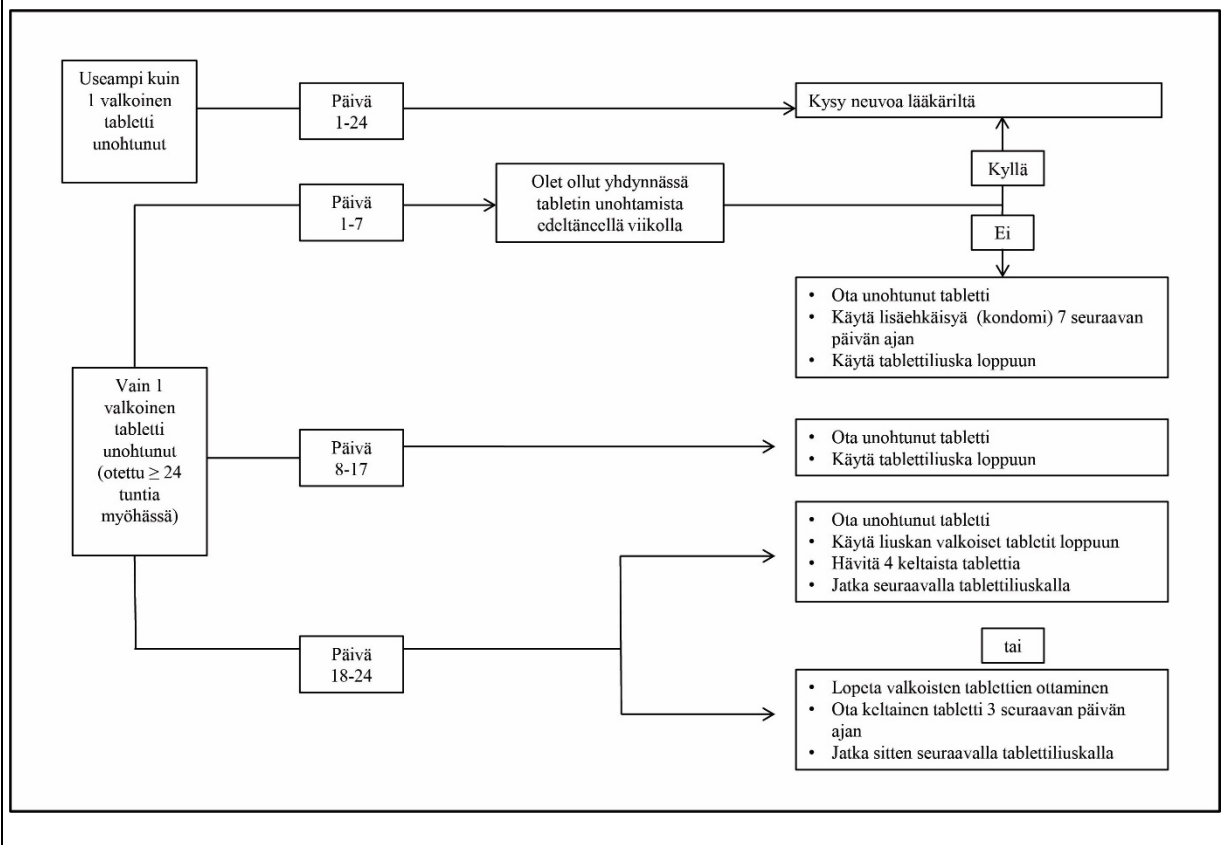 Useampi kuin
1 valkoinen
tabletti
unohtunut
Päivä
1-24
Kysy neuvoa lääkäriltä
Kyllä
Päivä
1-7
Olet ollut yhdynnässä
tabletin unohtamista
edeltäneellä viikolla
Ei
• Ota unohtunut tabletti
• Käytä lisäehkäisyä (kondomi) 7 seuraavan
päivän ajan
• Käytä tablettiliuska loppuun
Vain 1
valkoinen
tabletti
unohtunut
(otettu ≥ 24
tuntia
myöhässä)
Päivä
8-17
• Ota unohtunut tabletti
• Käytä tablettiliuska loppuun
Päivä
18-24
• Ota unohtunut tabletti
• Käytä liuskan valkoiset tabletit loppuun
• Hävitä 4 keltaista tablettia
• Jatka seuraavalla tablettiliuskalla
tai
• Lopeta valkoisten tablettien ottaminen
• Ota keltainen tabletti 3 seuraavan päivän
ajan
• Jatka sitten seuraavalla tablettiliuskalla